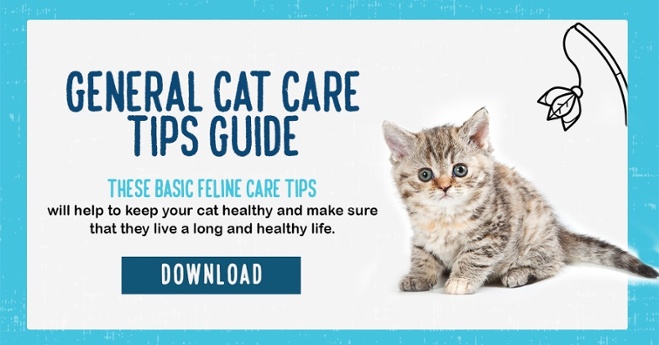 GENERAL CAT CARE
TIPS GUIDE
THESE BASIC FELINE CARE TIPS
will help to keep your cat healthy and make sure
that they live a long and healthy life.
DOWNLOAD